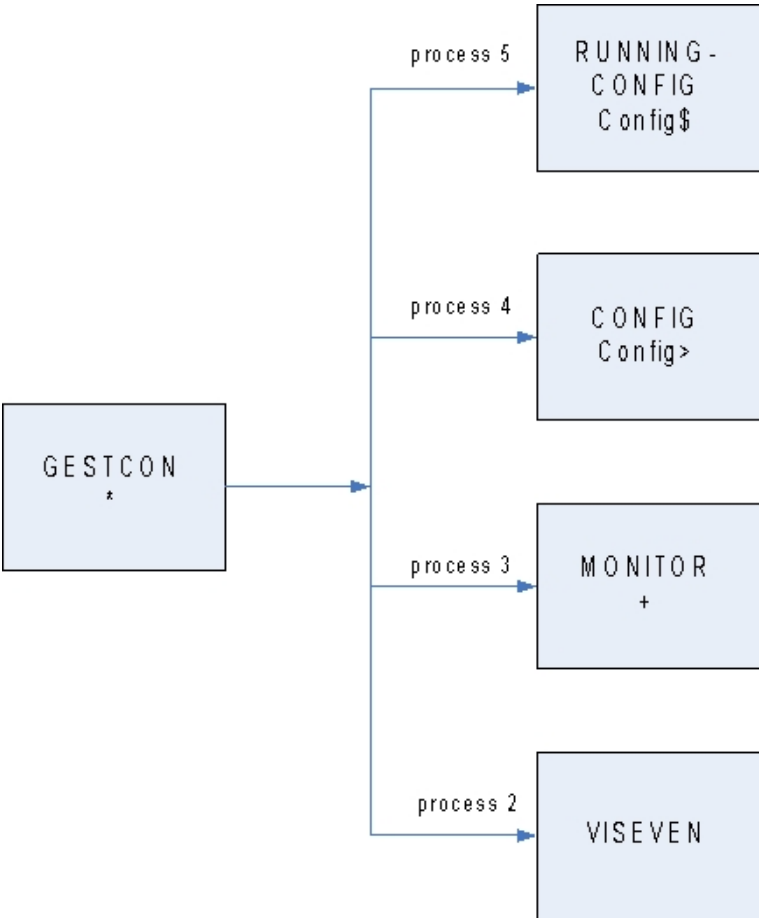 process 5
RUNNING-
CONFIG
Config$
process 4
CONFIG
Config>
GESTCON
*
process 3
MONITOR
+
process 2
VISEVEN